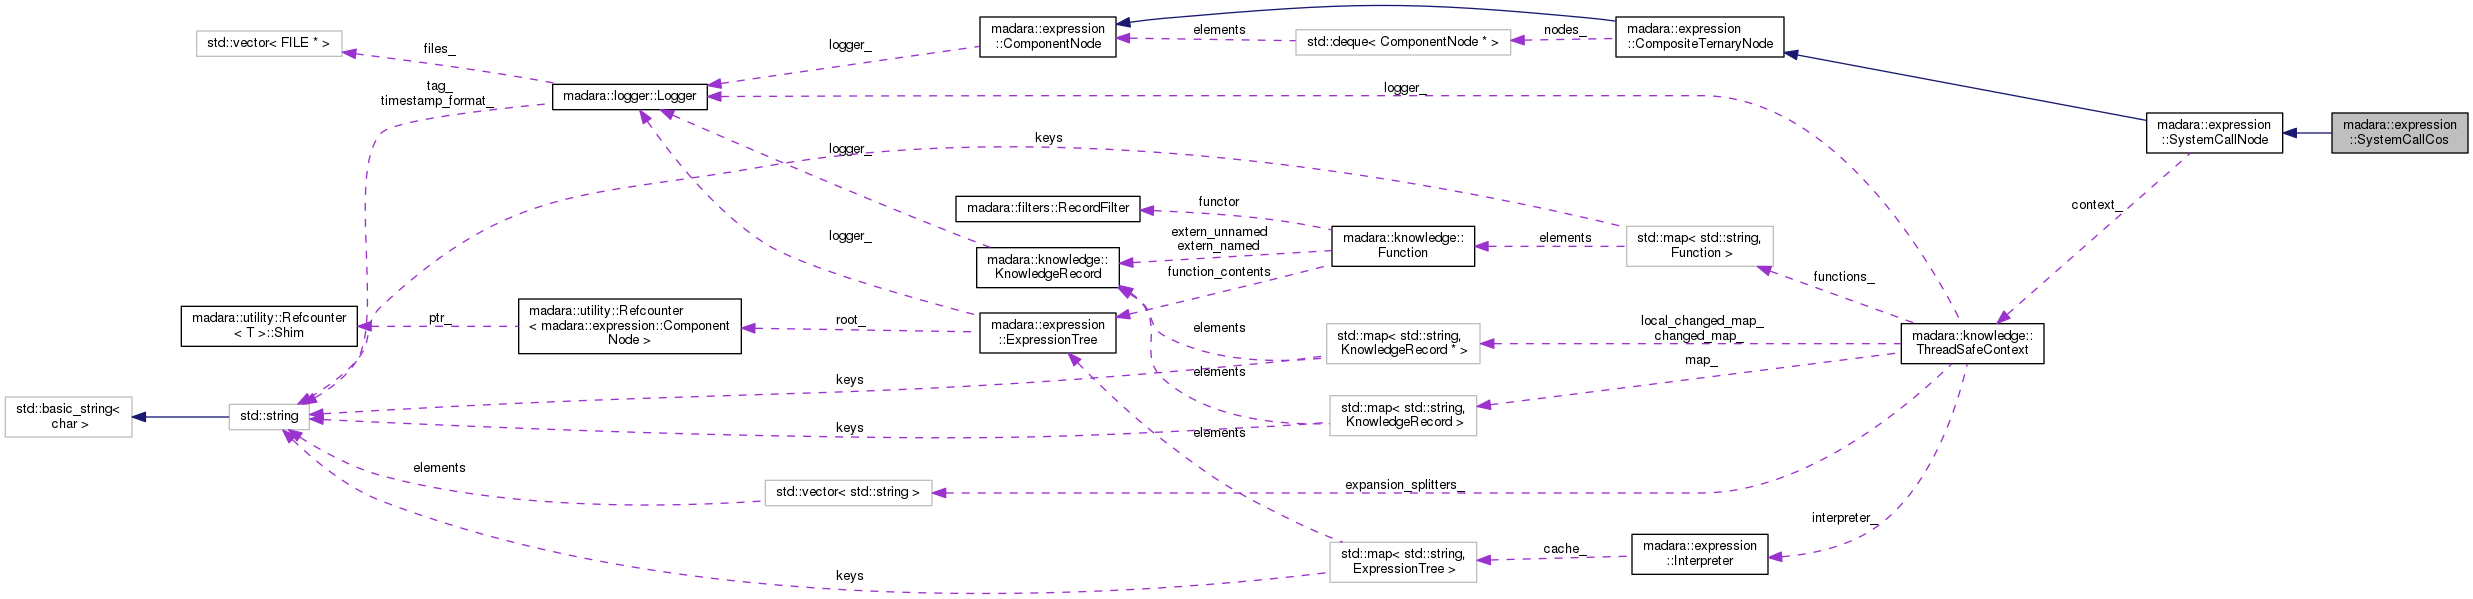 std::vector< FILE * >
files_
tag_
timestamp_format_
madara::logger::Logger
logger_
madara::expression
::ComponentNode
elements
std::deque< ComponentNode * >
nodes_
madara::expression
::CompositeTernaryNode
logger_
madara::expression
::SystemCallNode
madara::expression
::SystemCallCos
keys
logger_
context_
madara::filters::RecordFilter
functor
extern_unnamed
extern_named
madara::knowledge::
Function
elements
std::map< std::string,
Function >
madara::knowledge::
KnowledgeRecord
logger_
function_contents
functions_
madara::utility::Refcounter
< T >::Shim
ptr_
madara::utility::Refcounter
< madara::expression::Component
Node >
root_
madara::expression
::ExpressionTree
elements
std::map< std::string,
KnowledgeRecord * >
local_changed_map_
changed_map_
madara::knowledge::
ThreadSafeContext
map_
keys
elements
std::basic_string<
char >
std::string
std::map< std::string,
KnowledgeRecord >
keys
elements
elements
std::vector< std::string >
expansion_splitters_
interpreter_
std::map< std::string,
ExpressionTree >
cache_
madara::expression
::Interpreter
keys